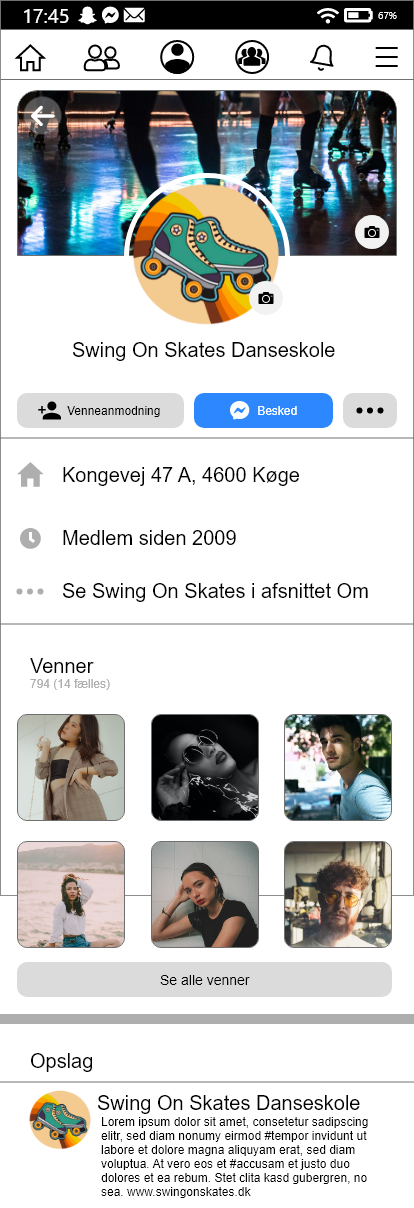 17:45
67%
Swing On Skates Danseskole
Venneanmodning
Besked
Kongevej 47 A, 4600 Køge
Medlem siden 2009
Se Swing On Skates i afsnittet Om
Venner
794 (14 fælles)
Se alle venner
Opslag
Swing On Skates Danseskole
Lorem ipsum dolor sit amet, consetetur sadipscing
elitr, sed diam nonumy eirmod #tempor invidunt ut
labore et dolore magna aliquyam erat, sed diam
voluptua. At vero eos et #accusam et justo duo
dolores et ea rebum. Stet clita kasd gubergren, no
sea. www.swingonskates.dk